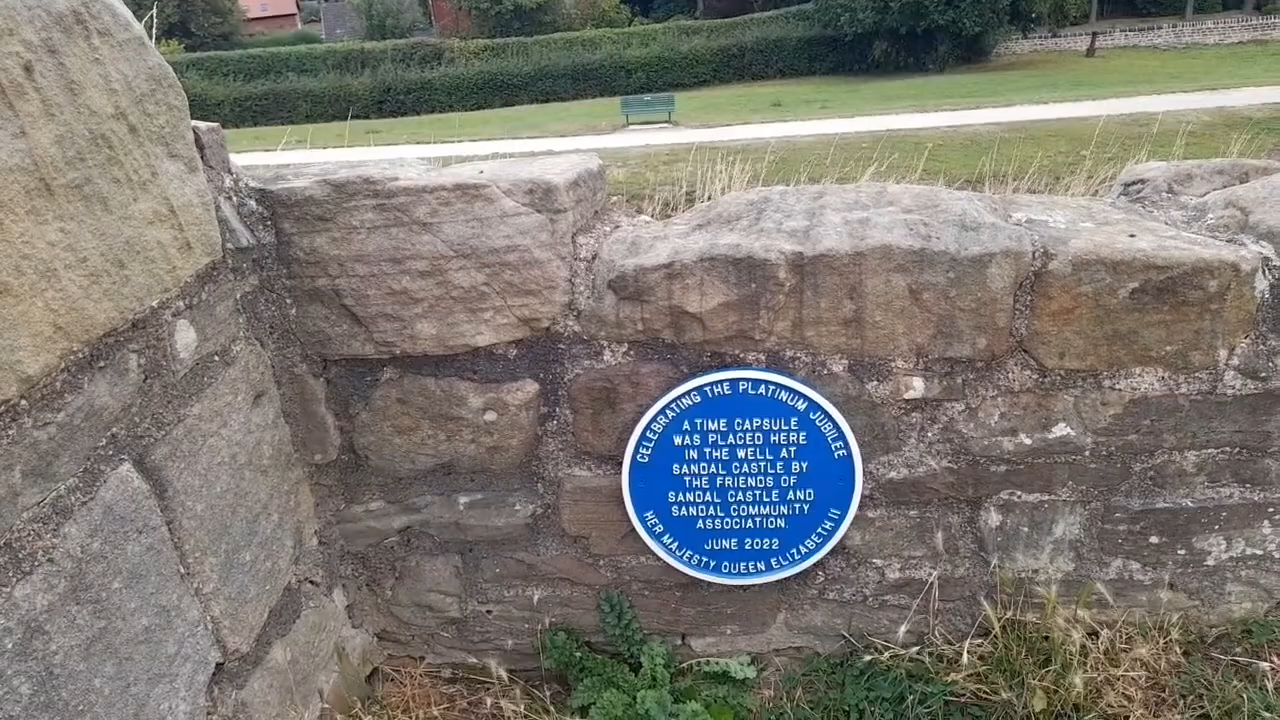 CELEBRATING THE PLATINUM JUBILEE
A TIME CAPSULE
WAS PLACED HERE
IN THE WELL AT
SANDAL CASTLE BY
THE FRIENDS OF
SANDAL CASTLE AND
SANDAL COMMUNITY
ASSOCIATION.
JUNE 2022
HER MAJESTY QUEEN ELIZABETH II